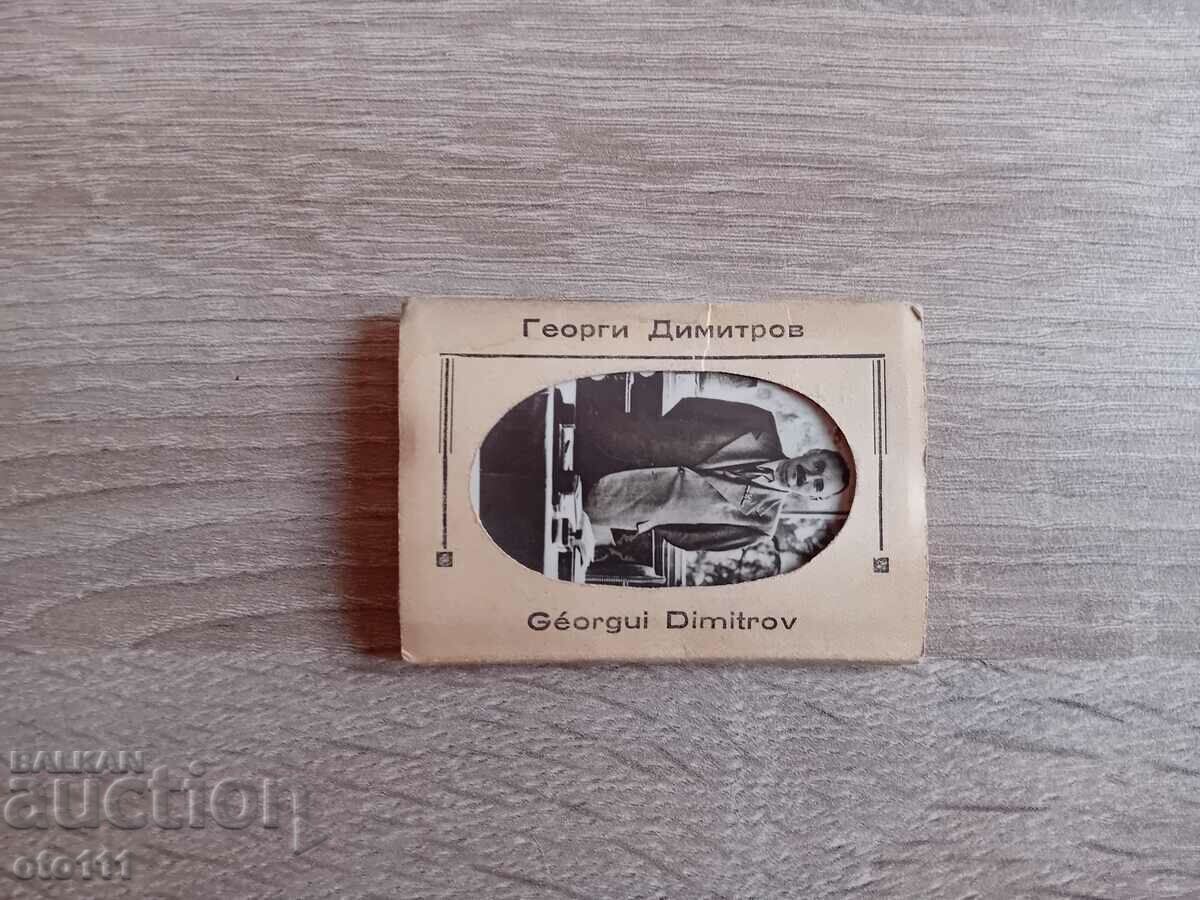 Георги Димитров
Géorgui Dimitrov
BALKAN
auction
oto111